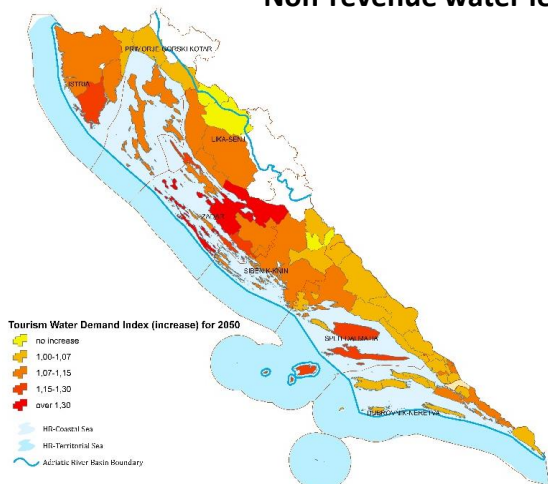 Non-revenue water
PRIMORJE-GORSKI KOTAR
ISTRIA
LIKA-SENJ
ZADAR
SIBENIK-KNIN
SPLIT-DALMATIA
DUBROVNIK-NERETVA
Tourism Water Demand Index (increase) for 2050
no increase
1,00-1,07
1,07-1,15
1,15-1,30
over 1,30
HR-Coastal Sea
HR-Territorial Sea
Adriatic River Basin Boundary